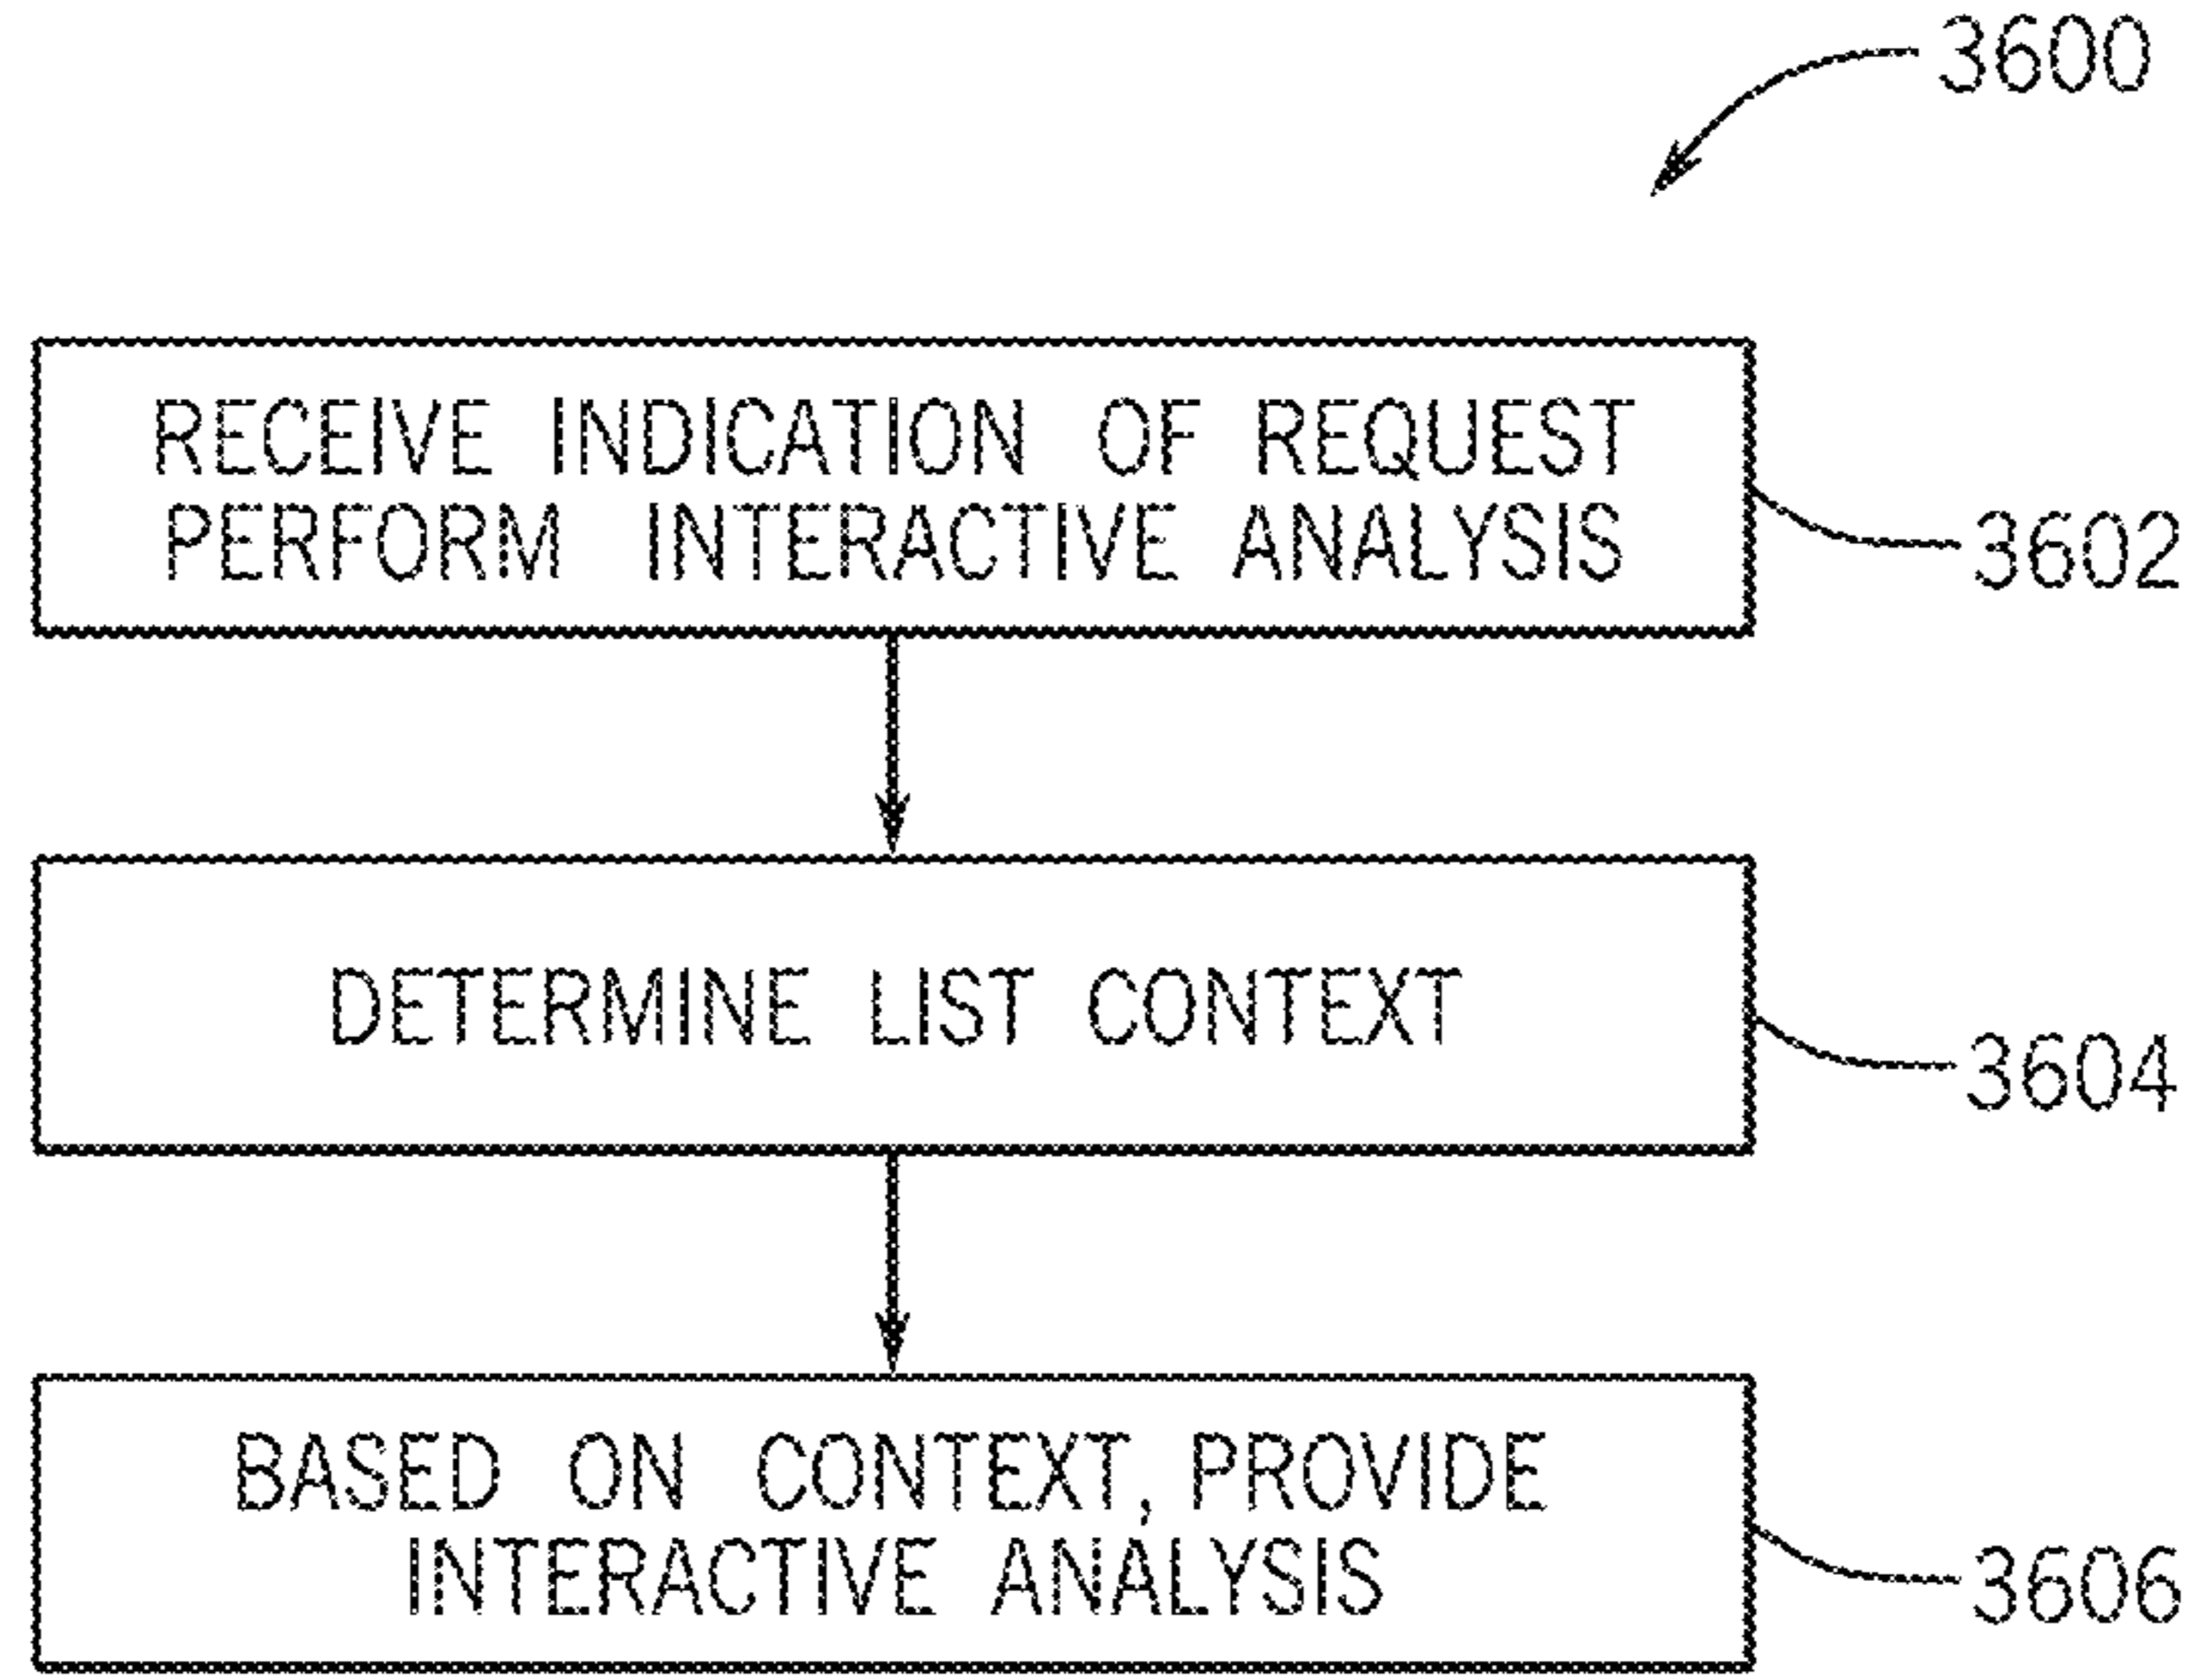 3600
RECEIVE INDICATION OF REQUEST
PERFORM INTERACTIVE ANALYSIS
3602
DETERMINE LIST CONTEXT
3604
BASED ON CONTEXT, PROVIDE
INTERACTIVE ANALYSIS
3606